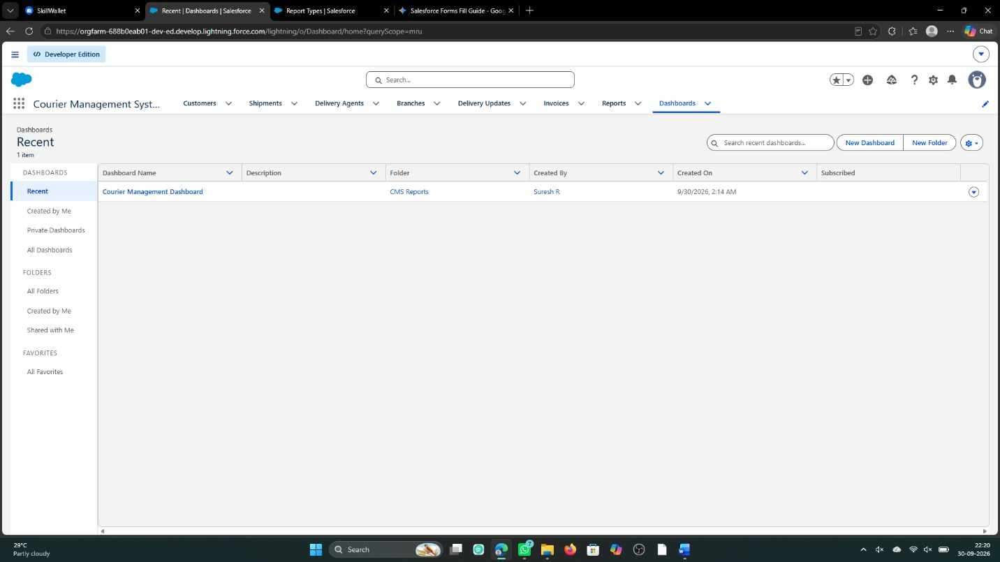 SkillWallet
Recent | Dashboards | Salesforce
Report Types | Salesforce
Salesforce Forms Fill Guide - Goog
https://orgfarm-688b0eab01-dev-ed.develop.lightning.force.com/lightning/o/Dashboard/home?queryScope=mru
Chat
Developer Edition
Search...
Courier Management Syst...
Customers
Shipments
Delivery Agents
Branches
Delivery Updates
Invoices
Reports
Dashboards
Dashboards
Recent
1 item
Search recent dashboards...
New Dashboard
New Folder
DASHBOARDS
Recent
Created by Me
Private Dashboards
All Dashboards
FOLDERS
All Folders
Created by Me
Shared with Me
FAVORITES
All Favorites
Dashboard Name
Description
Folder
Created By
Created On
Subscribed
Courier Management Dashboard
CMS Reports
Suresh R
9/30/2026, 2:14 AM
29°C
Partly cloudy
Search
7
22:20
30-09-2026